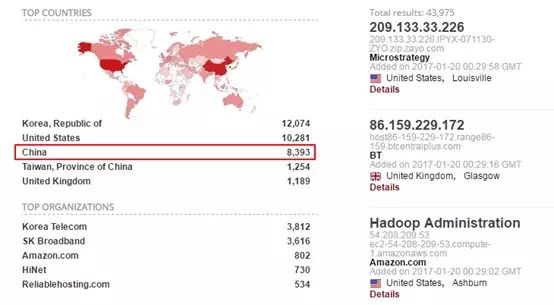 TOP COUNTRIES
Korea, Republic of 12,074
United States 10,281
China 8,393
Taiwan, Province of China 1,254
United Kingdom 1,189
TOP ORGANIZATIONS
Korea Telecom 3,812
SK Broadband 3,616
Amazon.com 802
HiNet 730
Reliablehosting.com 534
Total results: 43,975
209.133.33.226
209.133.33.226.IPYX-071130-
ZYO.zip.zayo.com
Microstrategy
Added on 2017-01-20 00:29:58 GMT
United States, Louisville
Details
86.159.229.172
host86-159-229-172.range86-
159.btcentralplus.com
BT
Added on 2017-01-20 00:29:16 GMT
United Kingdom, Glasgow
Details
Hadoop Administration
54.208.209.53
ec2-54-208-209-53.compute-
1.amazonaws.com
Amazon.com
Added on 2017-01-20 00:29:02 GMT
United States, Ashburn
Details